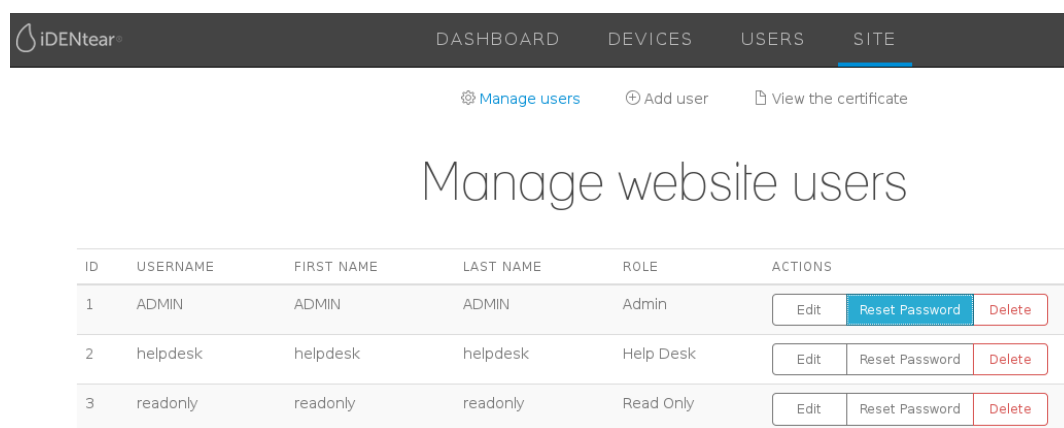 iDENtear® DASHBOARD DEVICES USERS SITE
Manage users Add user View the certificate
Manage website users
ID USERNAME FIRST NAME LAST NAME ROLE ACTIONS
1 ADMIN ADMIN ADMIN Admin Edit Reset Password Delete
2 helpdesk helpdesk helpdesk Help Desk Edit Reset Password Delete
3 readonly readonly readonly Read Only Edit Reset Password Delete